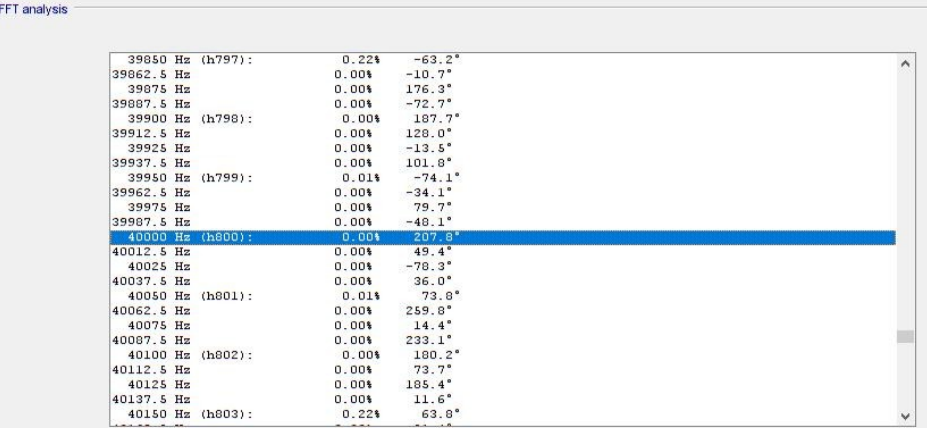 FFT analysis
39850 Hz (h797): 0.22% -63.2°
39862.5 Hz 0.00% -10.7°
39875 Hz 0.00% 176.3°
39887.5 Hz 0.00% -72.7°
39900 Hz (h798): 0.00% 187.7°
39912.5 Hz 0.00% 128.0°
39925 Hz 0.00% -13.5°
39937.5 Hz 0.00% 101.8°
39950 Hz (h799): 0.01% -74.1°
39962.5 Hz 0.00% -34.1°
39975 Hz 0.00% 79.7°
39987.5 Hz 0.00% -48.1°
40000 Hz (h800): 0.00% 207.8°
40012.5 Hz 0.00% 49.4°
40025 Hz 0.00% -78.3°
40037.5 Hz 0.00% 36.0°
40050 Hz (h801): 0.01% 73.8°
40062.5 Hz 0.00% 259.8°
40075 Hz 0.00% 14.4°
40087.5 Hz 0.00% 233.1°
40100 Hz (h802): 0.00% 180.2°
40112.5 Hz 0.00% 73.7°
40125 Hz 0.00% 185.4°
40137.5 Hz 0.00% 11.6°
40150 Hz (h803): 0.22% 63.8°